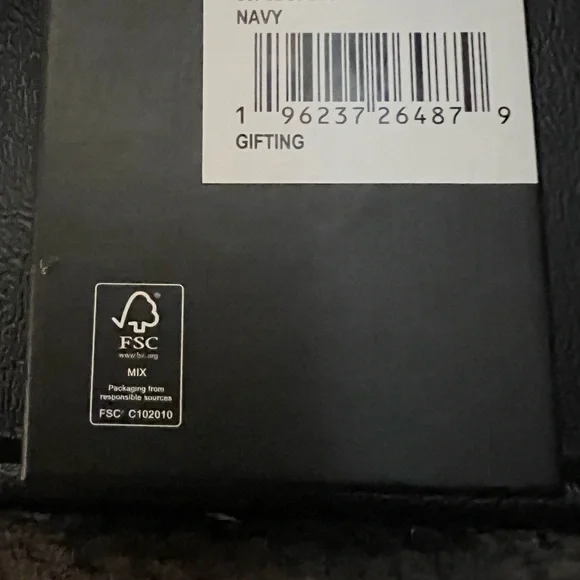 NAVY
1 96237 26487 9
GIFTING
®
FSC
www.fsc.org
MIX
Packaging from
responsible sources
FSC® C102010